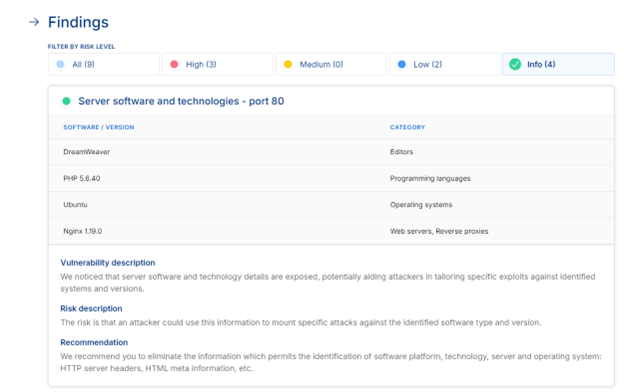 → Findings
FILTER BY RISK LEVEL
All (9) High (3) Medium (0) Low (2) Info (4)
Server software and technologies - port 80
SOFTWARE / VERSION CATEGORY
DreamWeaver Editors
PHP 5.6.40 Programming languages
Ubuntu Operating systems
Nginx 1.19.0 Web servers, Reverse proxies
Vulnerability description
We noticed that server software and technology details are exposed, potentially aiding attackers in tailoring specific exploits against identified
systems and versions.
Risk description
The risk is that an attacker could use this information to mount specific attacks against the identified software type and version.
Recommendation
We recommend you to eliminate the information which permits the identification of software platform, technology, server and operating system:
HTTP server headers, HTML meta information, etc.